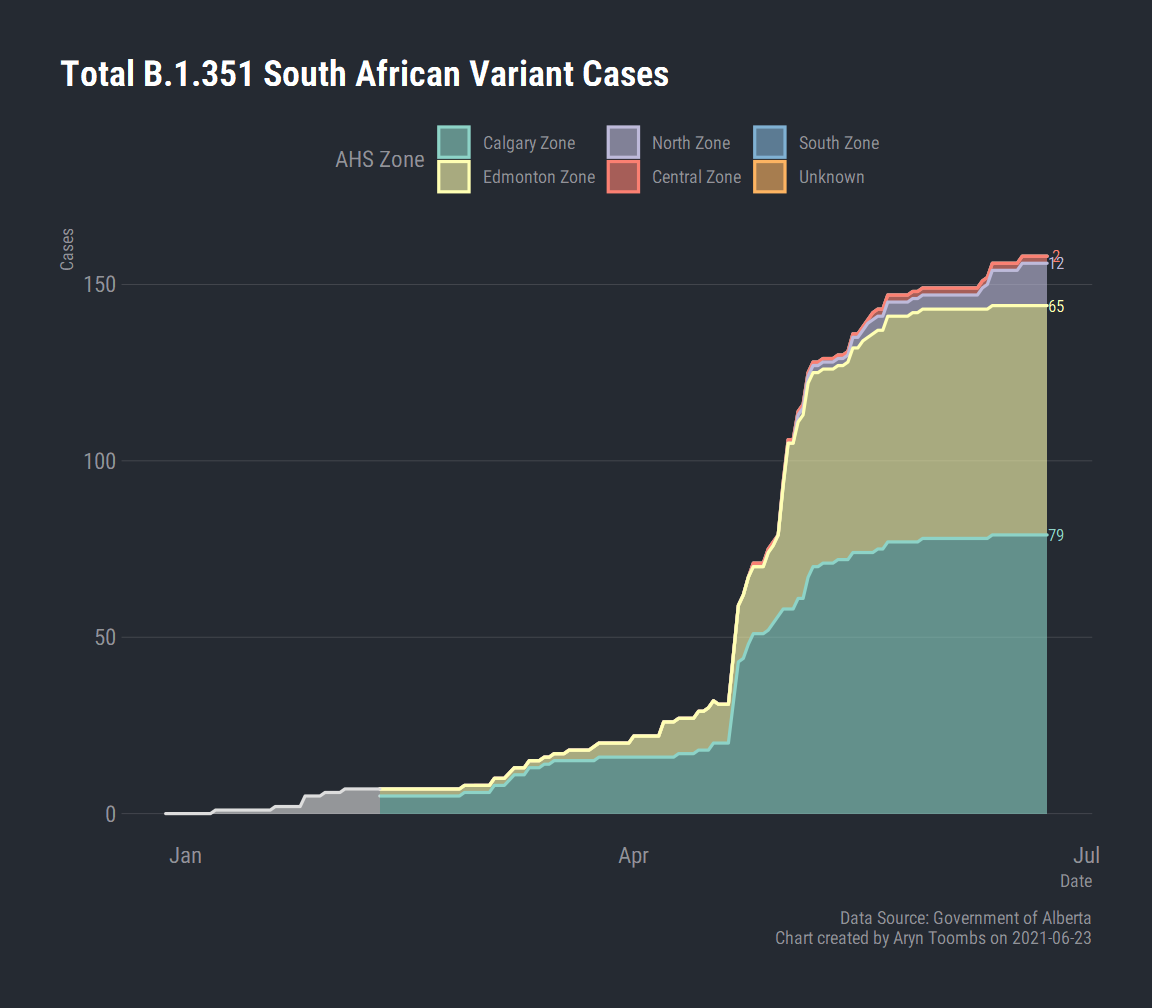 Total B.1.351 South African Variant Cases
AHS Zone
Calgary Zone
North Zone
South Zone
Edmonton Zone
Central Zone
Unknown
Cases
150
100
50
0
2
12
65
79
Jan
Apr
Jul
Date
Data Source: Government of Alberta
Chart created by Aryn Toombs on 2021-06-23